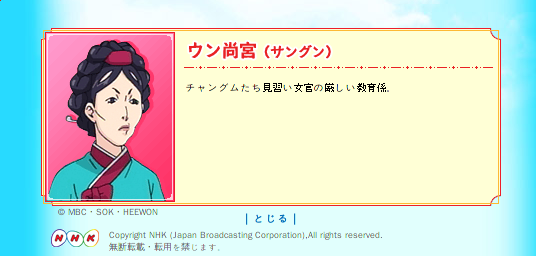 ウン尚宮（サングン）
チャングムたち見習い女官の厳しい教育係。
© MBC・SOK・HEEWON
| とじる |
NHK
Copyright NHK (Japan Broadcasting Corporation),All rights reserved.
無断転載・転用を禁じます。